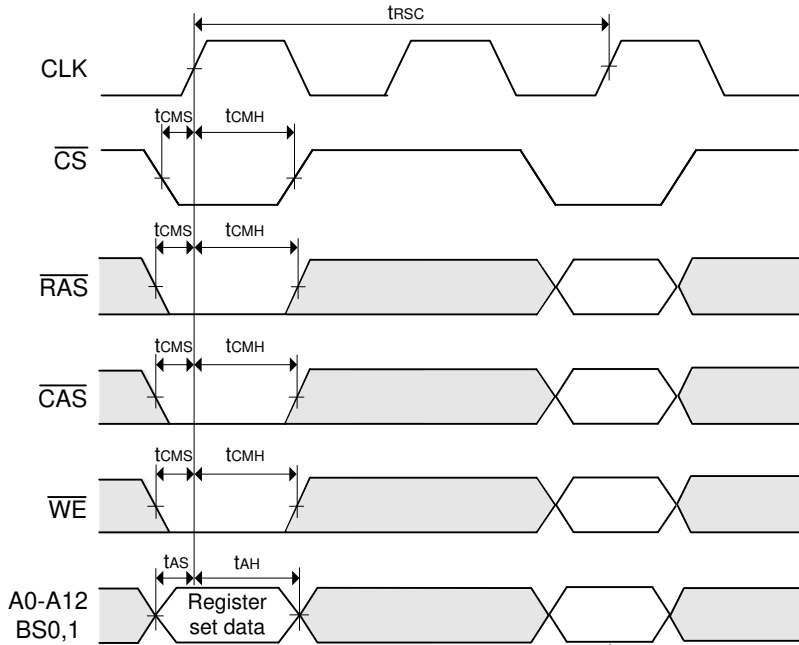 tRSC
CLK
tCMS tCMH
CS
tCMS tCMH
RAS
tCMS tCMH
CAS
tCMS tCMH
WE
tAS tAH
A0-A12
BS0,1
Register
set data